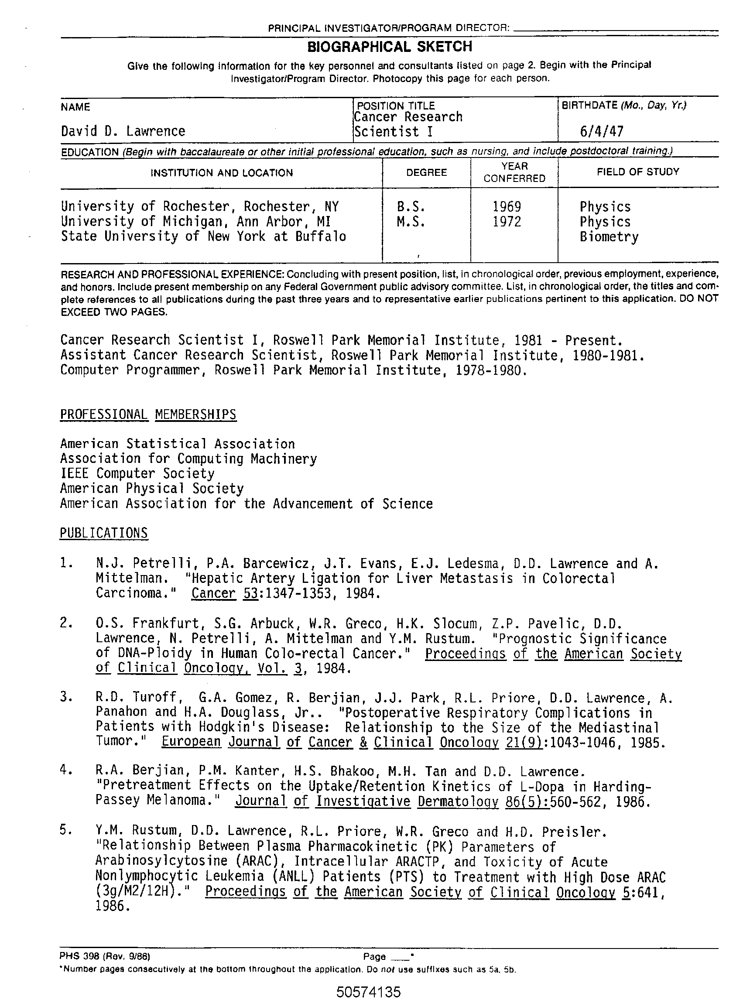 PRINCIPAL INVESTIGATOR/PROGRAM DIRECTOR:
BIOGRAPHICAL SKETCH
Give the following information for the key personnel and consultants listed on page 2. Begin with the Principal
Investigator/Program Director. Photocopy this page for each person.
NAME POSITION TITLE BIRTHDATE (Mo., Day, Yr.)
Cancer Research
David D. Lawrence Scientist I 6/4/47
EDUCATION (Begin with baccalaureate or other initial professional education, such as nursing, and include postdoctoral training.)
INSTITUTION AND LOCATION DEGREE YEAR CONFERRED FIELD OF STUDY
University of Rochester, Rochester, NY B.S. 1969 Physics
University of Michigan, Ann Arbor, MI M.S. 1972 Physics
State University of New York at Buffalo Biometry
RESEARCH AND PROFESSIONAL EXPERIENCE: Concluding with present position, list, in chronological order, previous employment, experience,
and honors. Include present membership on any Federal Government public advisory committee. List, in chronological order, the titles and com-
plete references to all publications during the past three years and to representative earlier publications pertinent to this application. DO NOT
EXCEED TWO PAGES.
Cancer Research Scientist I, Roswell Park Memorial Institute, 1981 - Present.
Assistant Cancer Research Scientist, Roswell Park Memorial Institute, 1980-1981.
Computer Programmer, Roswell Park Memorial Institute, 1978-1980.
PROFESSIONAL MEMBERSHIPS
American Statistical Association
Association for Computing Machinery
IEEE Computer Society
American Physical Society
American Association for the Advancement of Science
PUBLICATIONS
1. N.J. Petrelli, P.A. Barcewicz, J.T. Evans, E.J. Ledesma, D.D. Lawrence and A.
Mittelman. "Hepatic Artery Ligation for Liver Metastasis in Colorectal
Carcinoma." Cancer 53:1347-1353, 1984.
2. O.S. Frankfurt, S.G. Arbuck, W.R. Greco, H.K. Slocum, Z.P. Pavelic, D.D.
Lawrence, N. Petrelli, A. Mittelman and Y.M. Rustum. "Prognostic Significance
of DNA-Ploidy in Human Colo-rectal Cancer." Proceedings of the American Society
of Clinical Oncology, Vol. 3, 1984.
3. R.D. Turoff, G.A. Gomez, R. Berjian, J.J. Park, R.L. Priore, D.D. Lawrence, A.
Panahon and H.A. Douglass, Jr.. "Postoperative Respiratory Complications in
Patients with Hodgkin's Disease: Relationship to the Size of the Mediastinal
Tumor." European Journal of Cancer & Clinical Oncology 21(9):1043-1046, 1985.
4. R.A. Berjian, P.M. Kanter, H.S. Bhakoo, M.H. Tan and D.D. Lawrence.
"Pretreatment Effects on the Uptake/Retention Kinetics of L-Dopa in Harding-
Passey Melanoma." Journal of Investigative Dermatology 86(5):560-562, 1986.
5. Y.M. Rustum, D.D. Lawrence, R.L. Priore, W.R. Greco and H.D. Preisler.
"Relationship Between Plasma Pharmacokinetic (PK) Parameters of
Arabinosylcytosine (ARAC), Intracellular ARACTP, and Toxicity of Acute
Nonlymphocytic Leukemia (ANLL) Patients (PTS) to Treatment with High Dose ARAC
(3g/M2/12H)." Proceedings of the American Society of Clinical Oncology 5:641,
1986.
PHS 398 (Rev. 9/86) Page ___*
*Number pages consecutively at the bottom throughout the application. Do not use suffixes such as 5a, 5b.
50574135